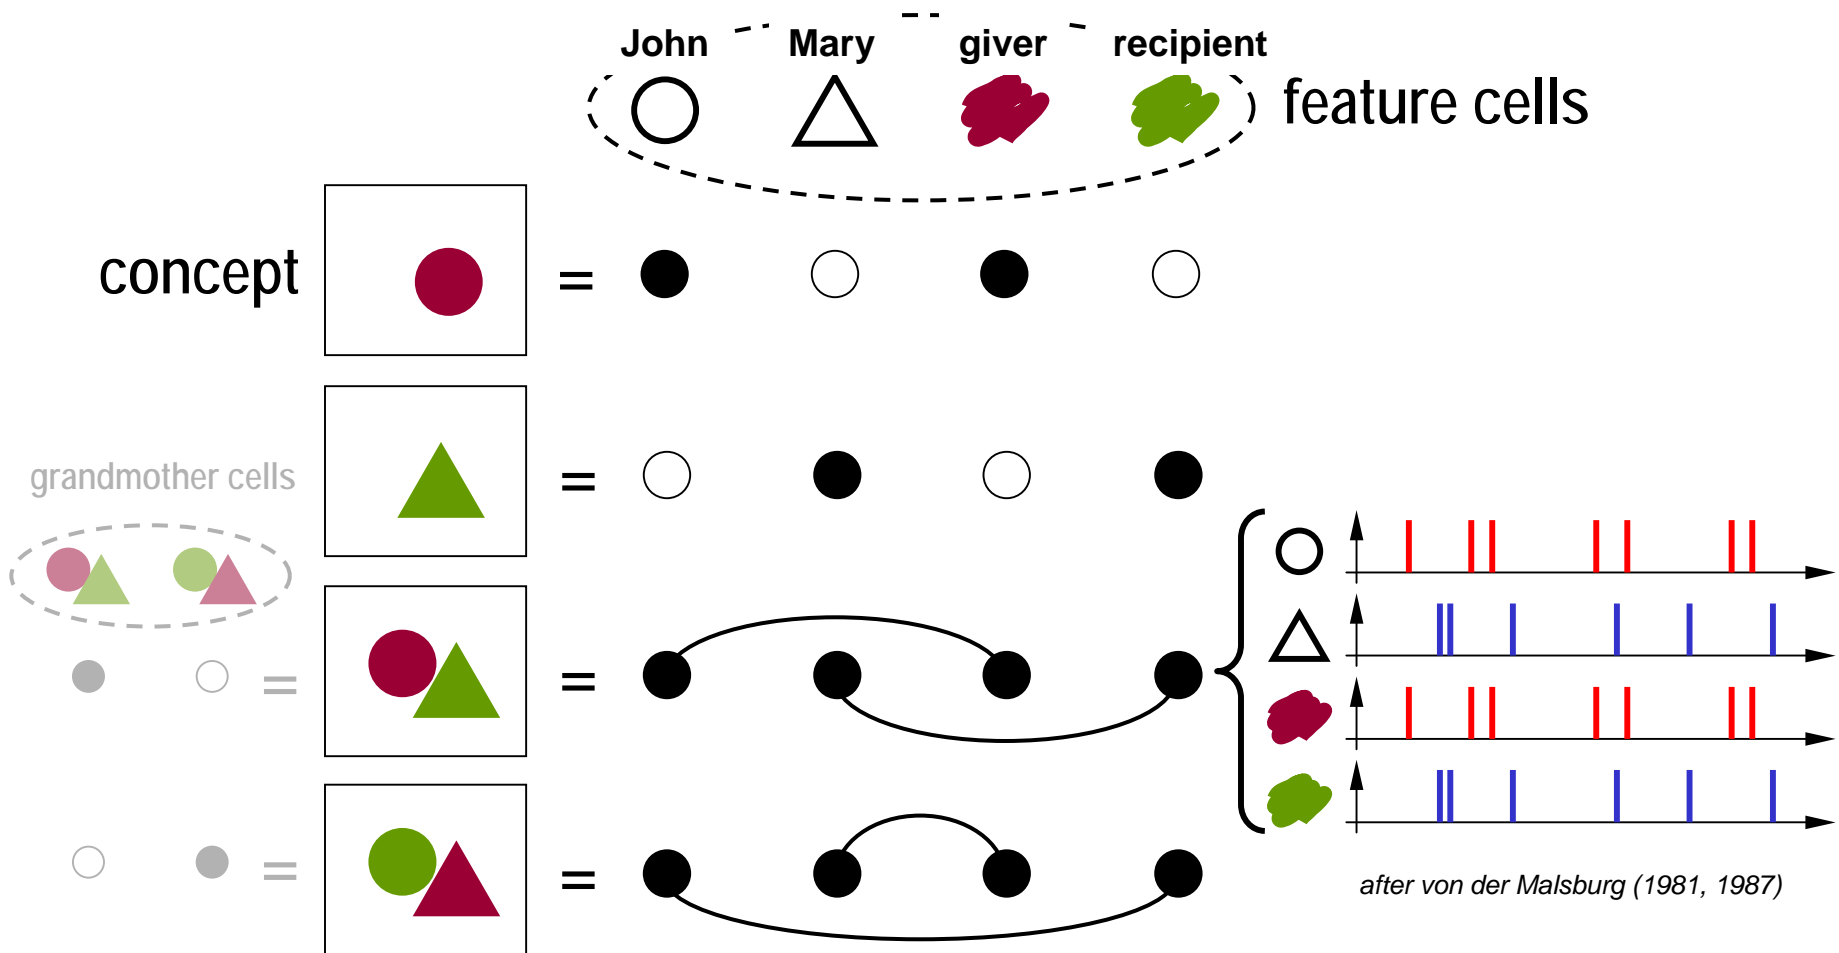 John Mary giver recipient
feature cells
concept =
grandmother cells
=
= =
= =
after von der Malsburg (1981, 1987)